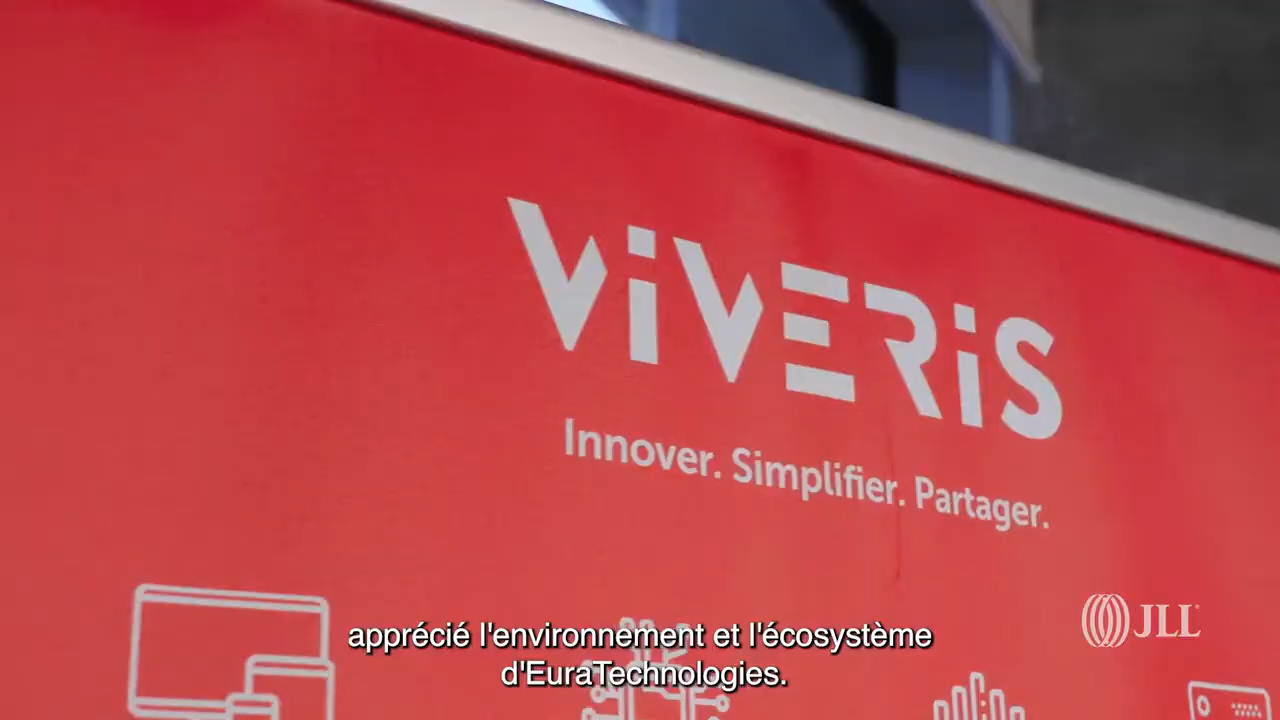 ViVERiS
Innover. Simplifier. Partager.
JLL
apprécié l'environnement et l'écosystème
d'EuraTechnologies.